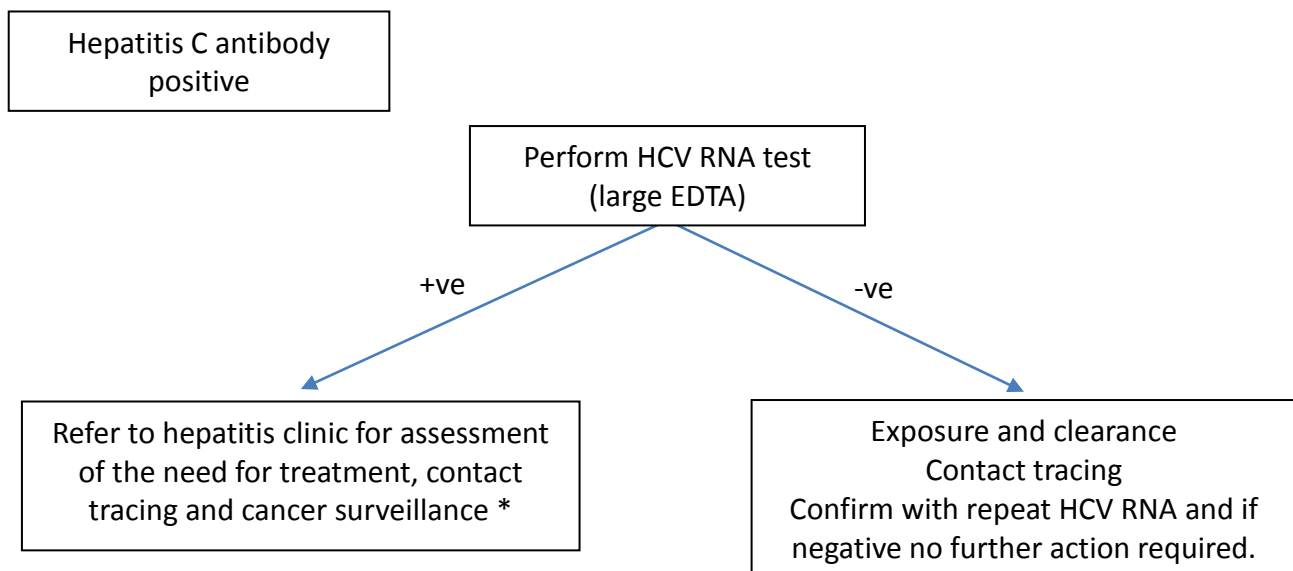 Hepatitis C antibody
positive
Perform HCV RNA test
(large EDTA)
+ve
-ve
Refer to hepatitis clinic for assessment
of the need for treatment, contact
tracing and cancer surveillance *
Exposure and clearance
Contact tracing
Confirm with repeat HCV RNA and if
negative no further action required.